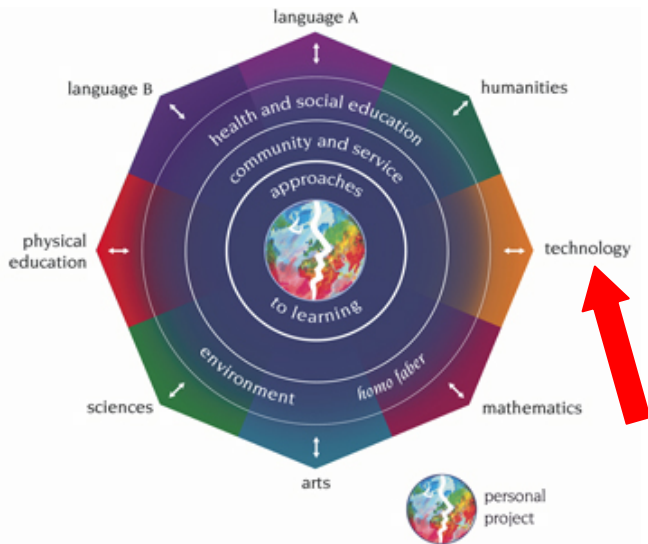 language A
language B
humanities
health and social education
community and service
approaches
physical
education
technology
to learning
environment
homo faber
sciences
mathematics
arts
personal
project